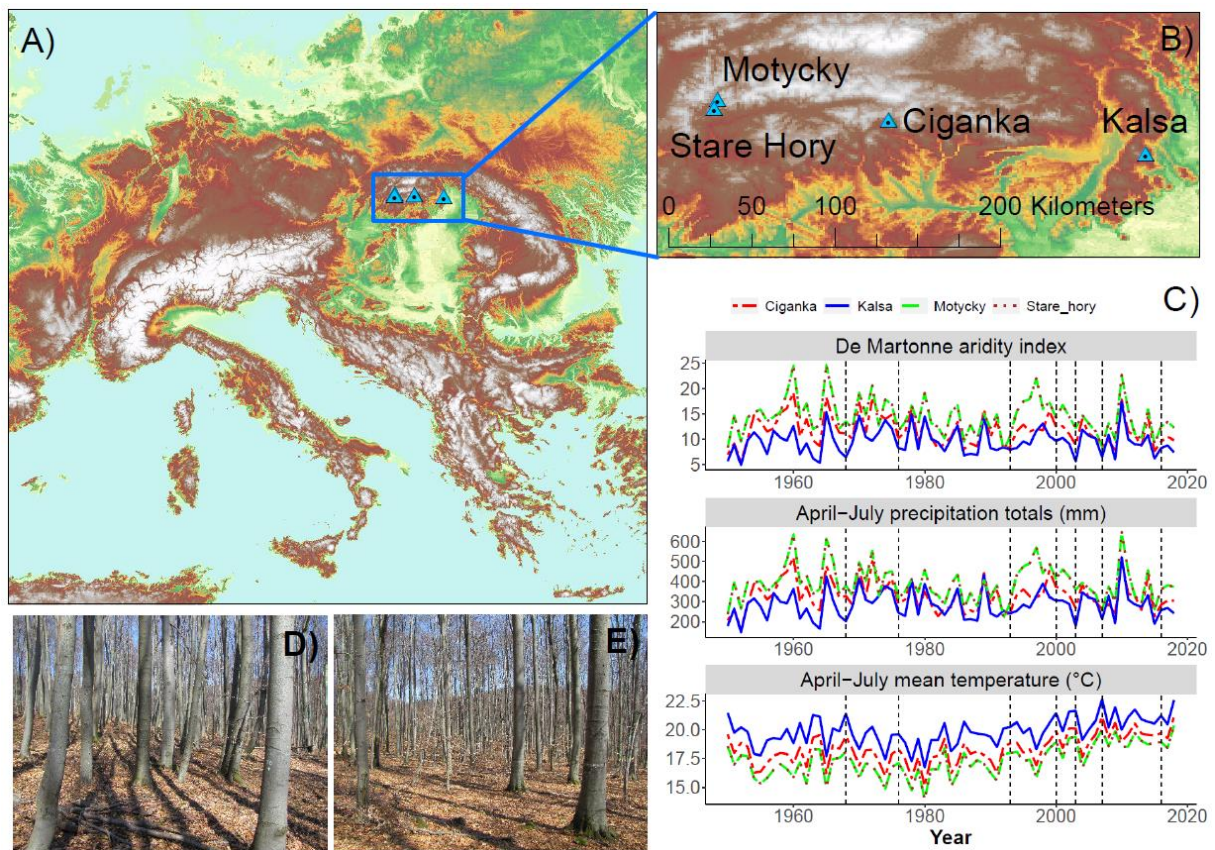 A)
B)
Motycky
Ciganka
Kalsa
Stare Hory
0 50 100 200 Kilometers
C)
Ciganka Kalsa Motycky Stare_hory
De Martonne aridity index
25
20
15
10
5
1960 1980 2000 2020
April−July precipitation totals (mm)
600
500
400
300
200
1960 1980 2000 2020
April−July mean temperature (°C)
22.5
20.0
17.5
15.0
1960 1980 2000 2020
Year
D)
E)